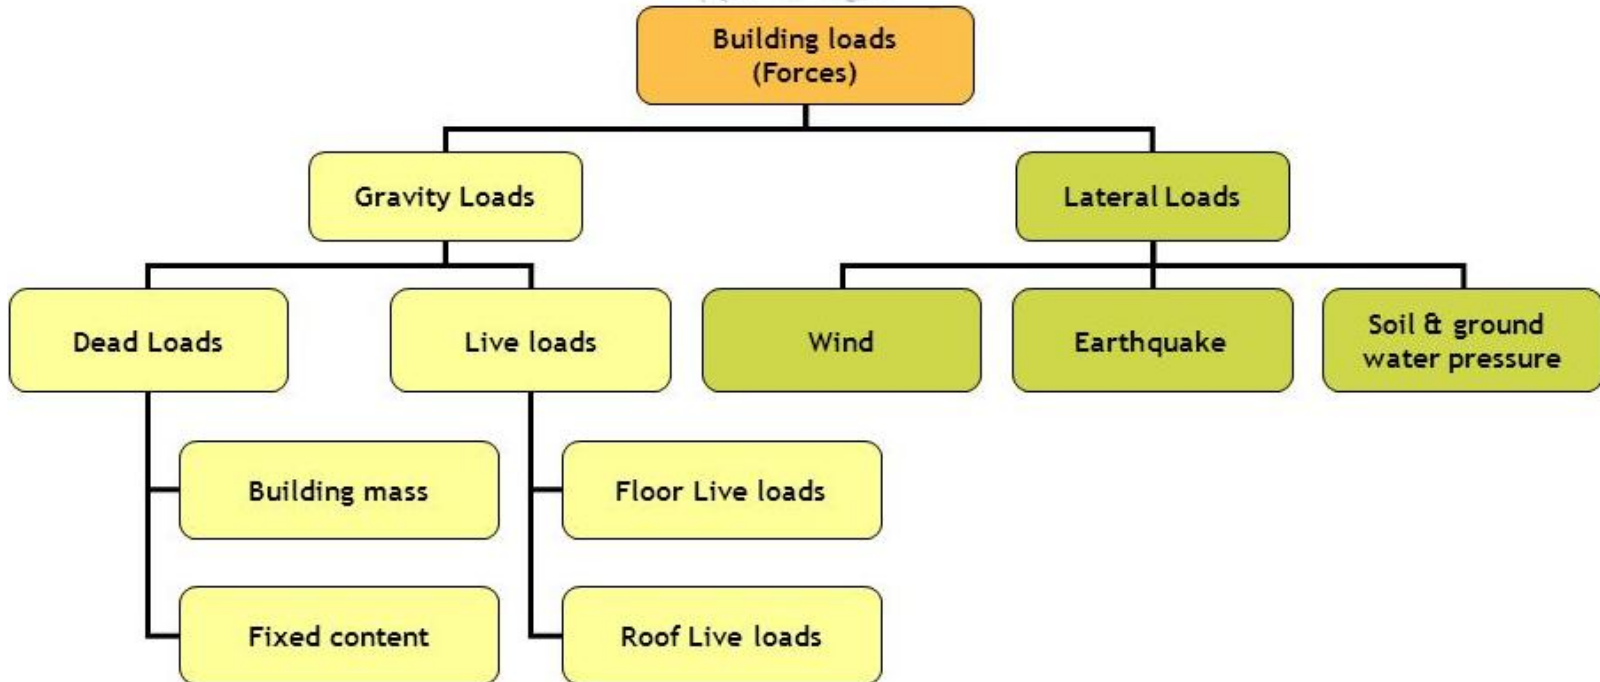 Building loads
(Forces)
Gravity Loads
Lateral Loads
Dead Loads
Live loads
Wind
Earthquake
Soil & ground
water pressure
Building mass
Floor Live loads
Fixed content
Roof Live loads